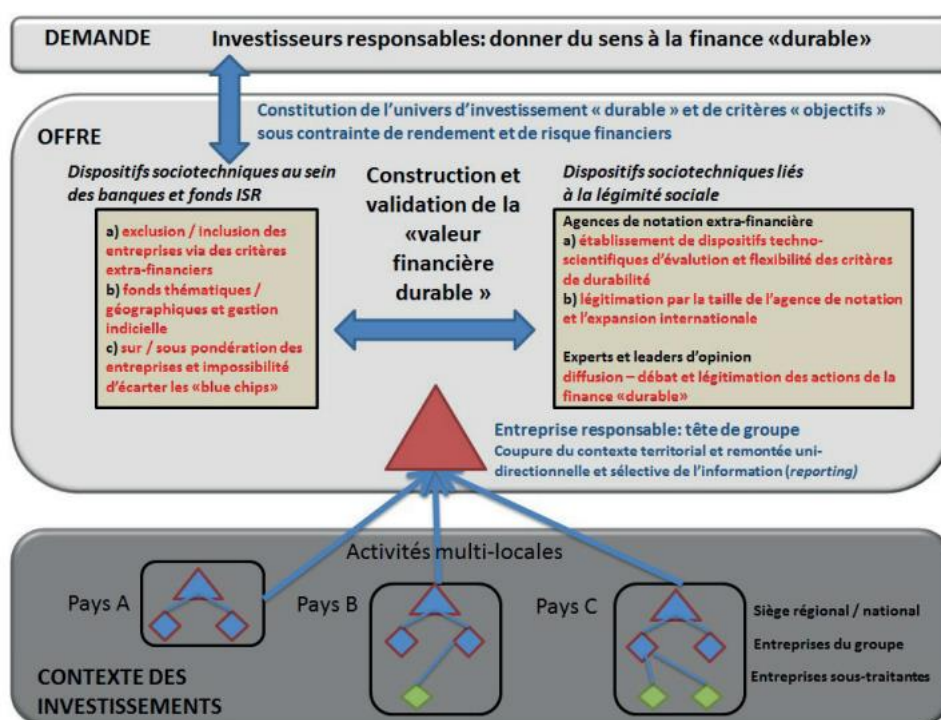 DEMANDE Investisseurs responsables: donner du sens à la finance «durable»
Constitution de l'univers d'investissement « durable » et de critères « objectifs »
sous contrainte de rendement et de risque financiers
OFFRE
Dispositifs sociotechniques au sein
des banques et fonds ISR
a) exclusion / inclusion des
entreprises via des critères
extra-financiers
b) fonds thématiques /
géographiques et gestion
indicielle
c) sur / sous pondération des
entreprises et impossibilité
d'écarter les «blue chips»
Construction et
validation de la
«valeur
financière
durable »
Dispositifs sociotechniques liés
à la légimité sociale
Agences de notation extra-financière
a) établissement de dispositifs techno-
scientifiques d'évalution et flexibilité des critères
de durabilité
b) légitimation par la taille de l'agence de notation
et l'expansion internationale
Experts et leaders d'opinion
diffusion – débat et légitimation des actions de la
finance «durable»
Entreprise responsable: tête de groupe
Coupure du contexte territorial et remontée uni-
directionnelle et sélective de l'information (reporting)
Activités multi-locales
Pays A
Pays B
Pays C
Siège régional / national
Entreprises du groupe
Entreprises sous-traitantes
CONTEXTE DES
INVESTISSEMENTS